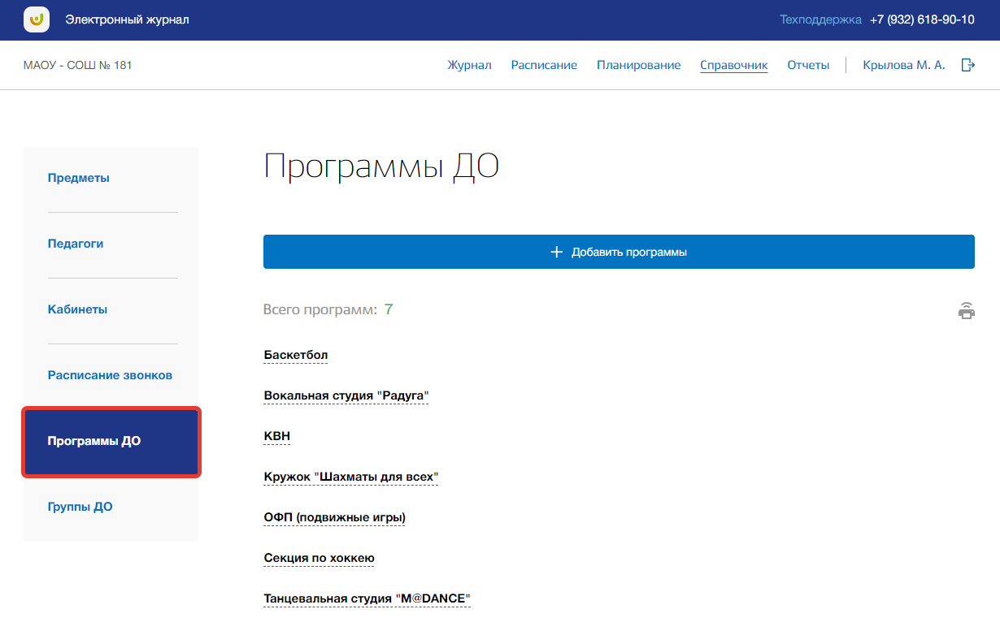 Электронный журнал
Техподдержка +7 (932) 618-90-10
МАОУ - СОШ № 181
Журнал Расписание Планирование Справочник Отчеты Крылова М. А.
Предметы
Педагоги
Кабинеты
Расписание звонков
Программы ДО
Группы ДО
Программы ДО
Добавить программы
Всего программ: 7
Баскетбол
Вокальная студия "Радуга"
КВН
Кружок "Шахматы для всех"
ОФП (подвижные игры)
Секция по хоккею
Танцевальная студия "M@DANCE"